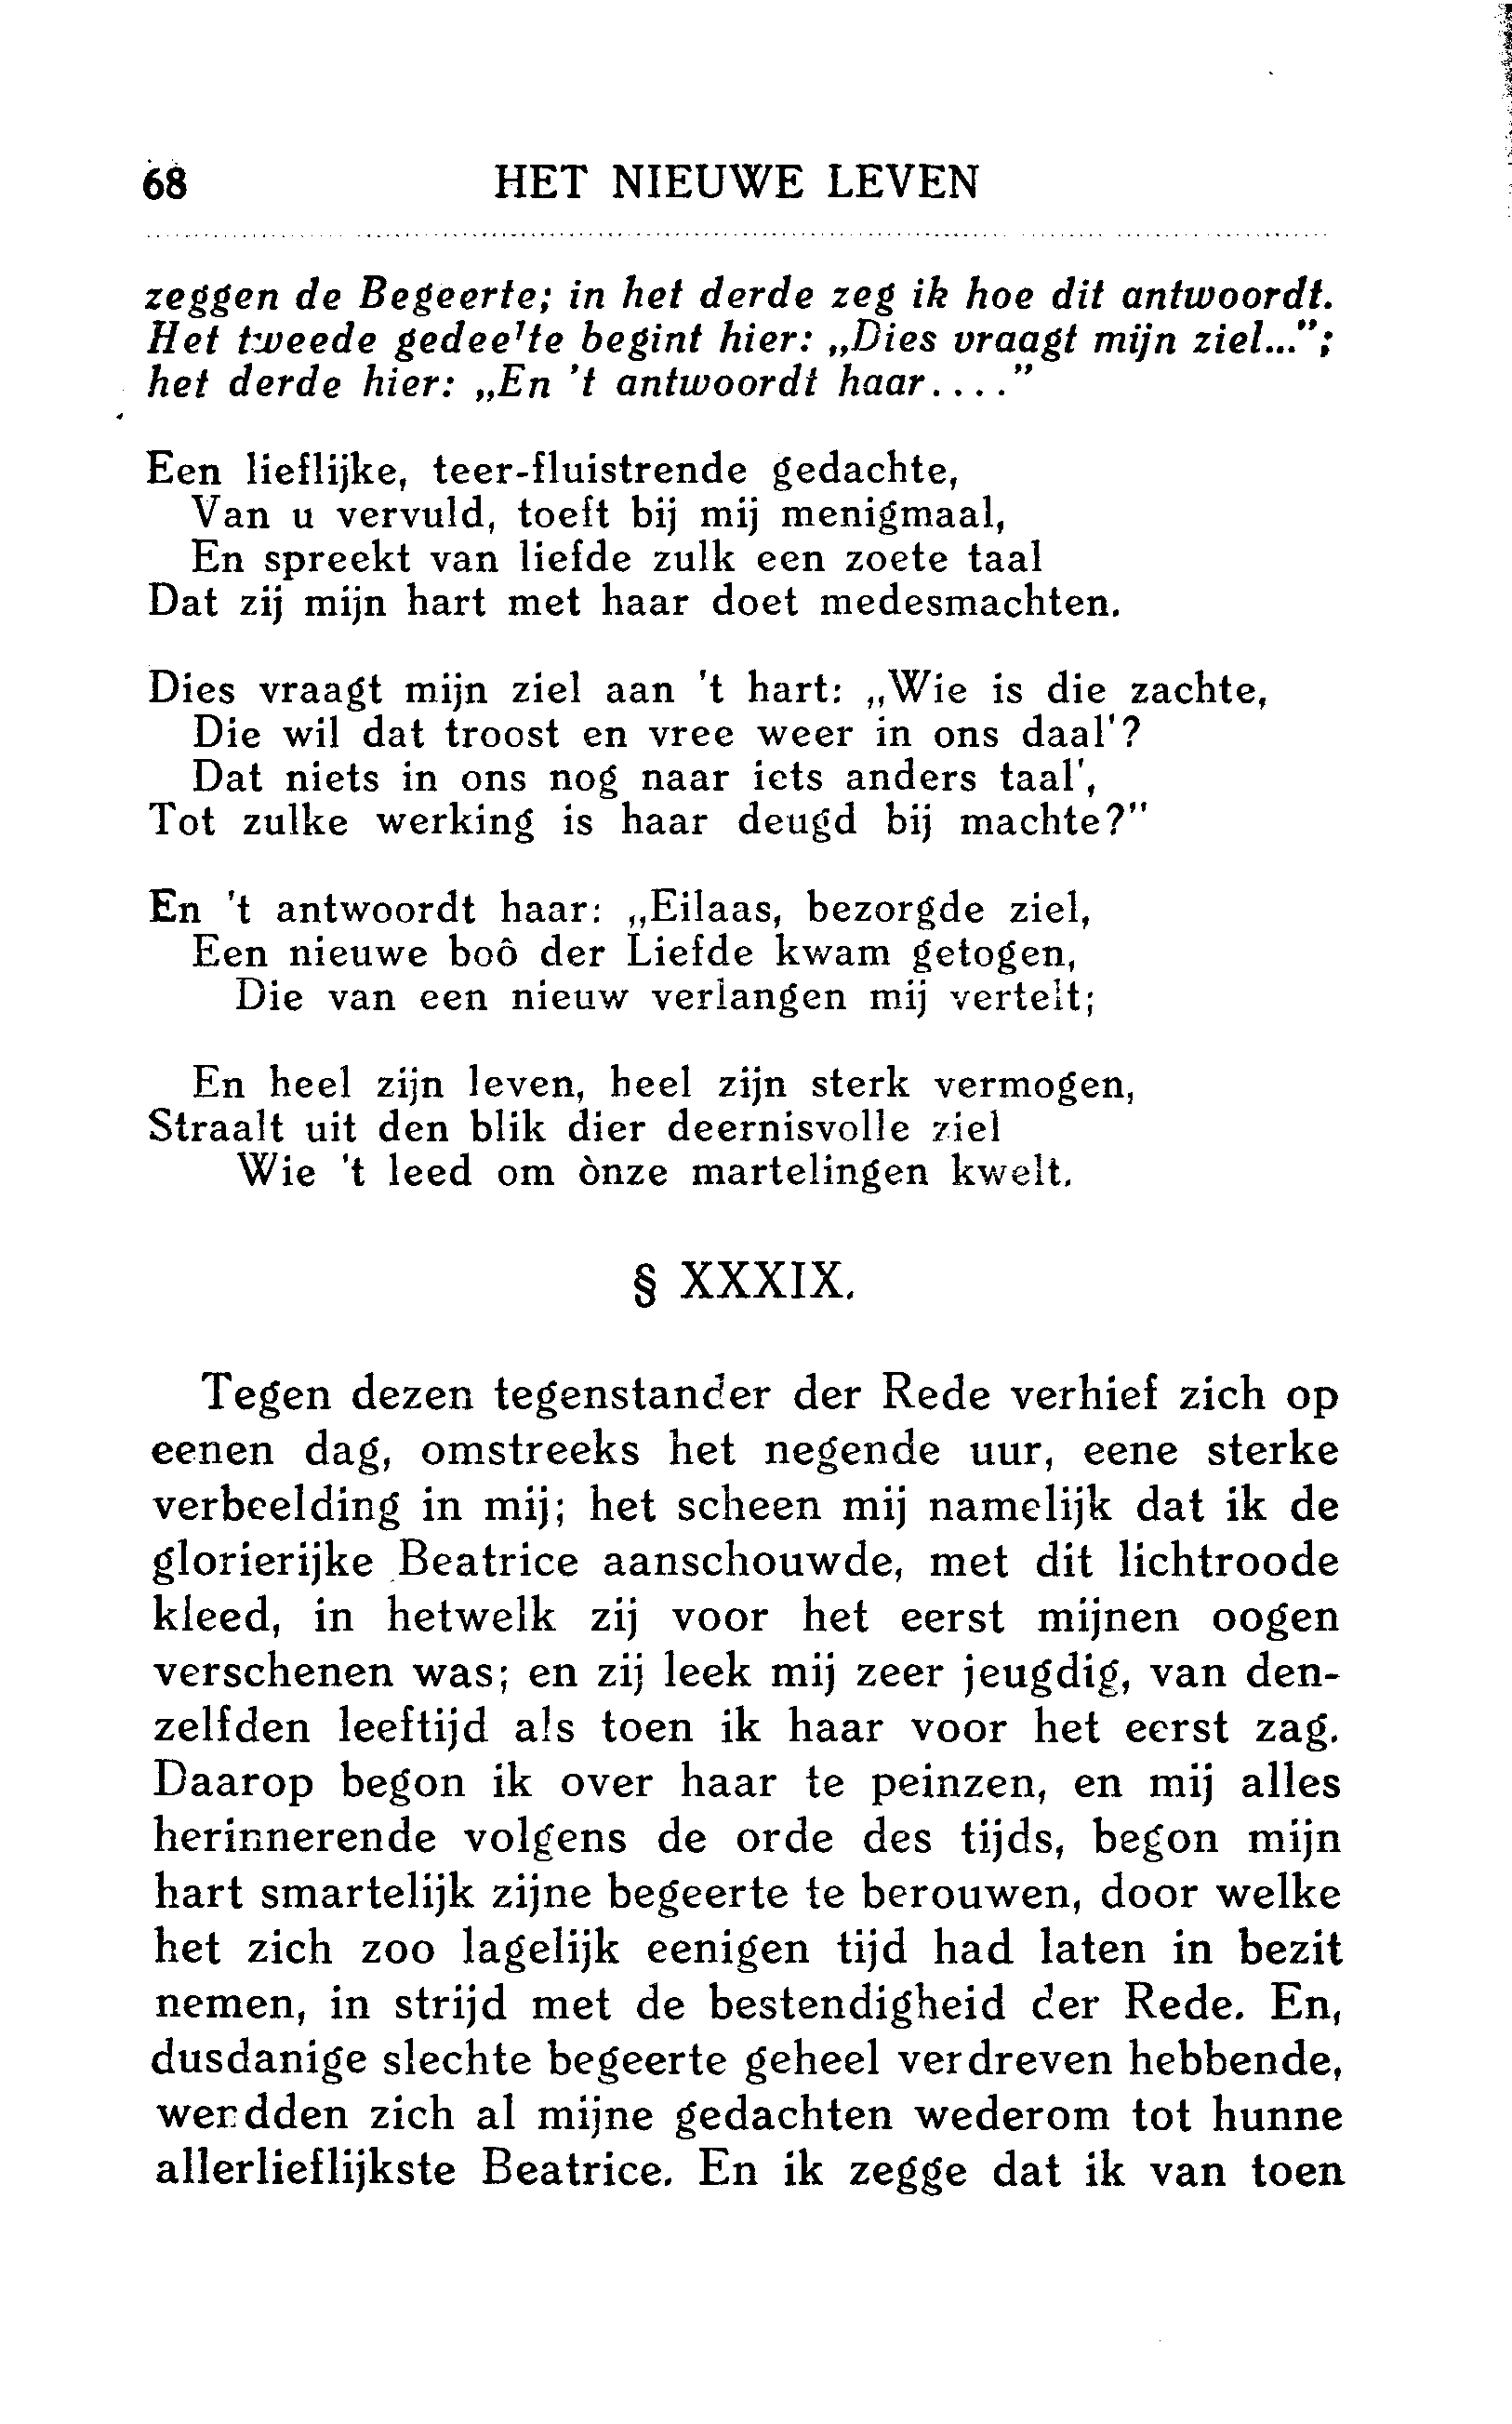 68 HET NIEUWE LEVEN
zeggen de Begeerte; in het derde zeg ik hoe dit antwoordt.
Het tweede gedeelte begint hier: „Dies vraagt mijn ziel...";
het derde hier: „En 't antwoordt haar...."
Een lieflijke, teer-fluistrende gedachte,
Van u vervuld, toeft bij mij menigmaal,
En spreekt van liefde zulk een zoete taal
Dat zij mijn hart met haar doet medesmachten.
Dies vraagt mijn ziel aan 't hart: „Wie is die zachte,
Die wil dat troost en vree weer in ons daal'?
Dat niets in ons nog naar iets anders taal',
Tot zulke werking is haar deugd bij machte?"
En 't antwoordt haar: „Eilaas, bezorgde ziel,
Een nieuwe boô der Liefde kwam getogen,
Die van een nieuw verlangen mij vertelt;
En heel zijn leven, heel zijn sterk vermogen,
Straalt uit den blik dier deernisvolle ziel
Wie 't leed om ònze martelingen kwelt.
§ XXXIX.
Tegen dezen tegenstander der Rede verhief zich op
eenen dag, omstreeks het negende uur, eene sterke
verbeelding in mij; het scheen mij namelijk dat ik de
glorierijke Beatrice aanschouwde, met dit lichtroode
kleed, in hetwelk zij voor het eerst mijnen oogen
verschenen was; en zij leek mij zeer jeugdig, van den-
zelfden leeftijd als toen ik haar voor het eerst zag.
Daarop begon ik over haar te peinzen, en mij alles
herinnerende volgens de orde des tijds, begon mijn
hart smartelijk zijne begeerte te berouwen, door welke
het zich zoo lagelijk eenigen tijd had laten in bezit
nemen, in strijd met de bestendigheid der Rede. En,
dusdanige slechte begeerte geheel verdreven hebbende,
wendden zich al mijne gedachten wederom tot hunne
allerlieflijkste Beatrice. En ik zegge dat ik van toen